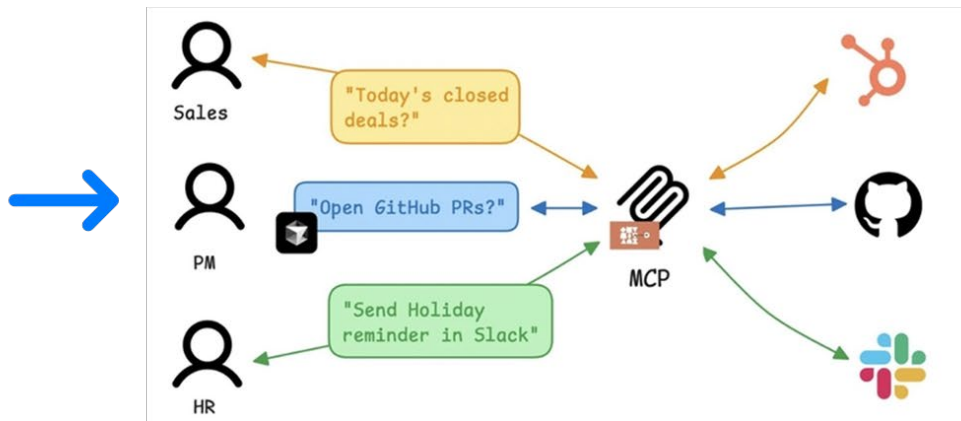 "Today's closed
deals?"
Sales
"Open GitHub PRs?"
PM
MCP
"Send Holiday
reminder in Slack"
HR